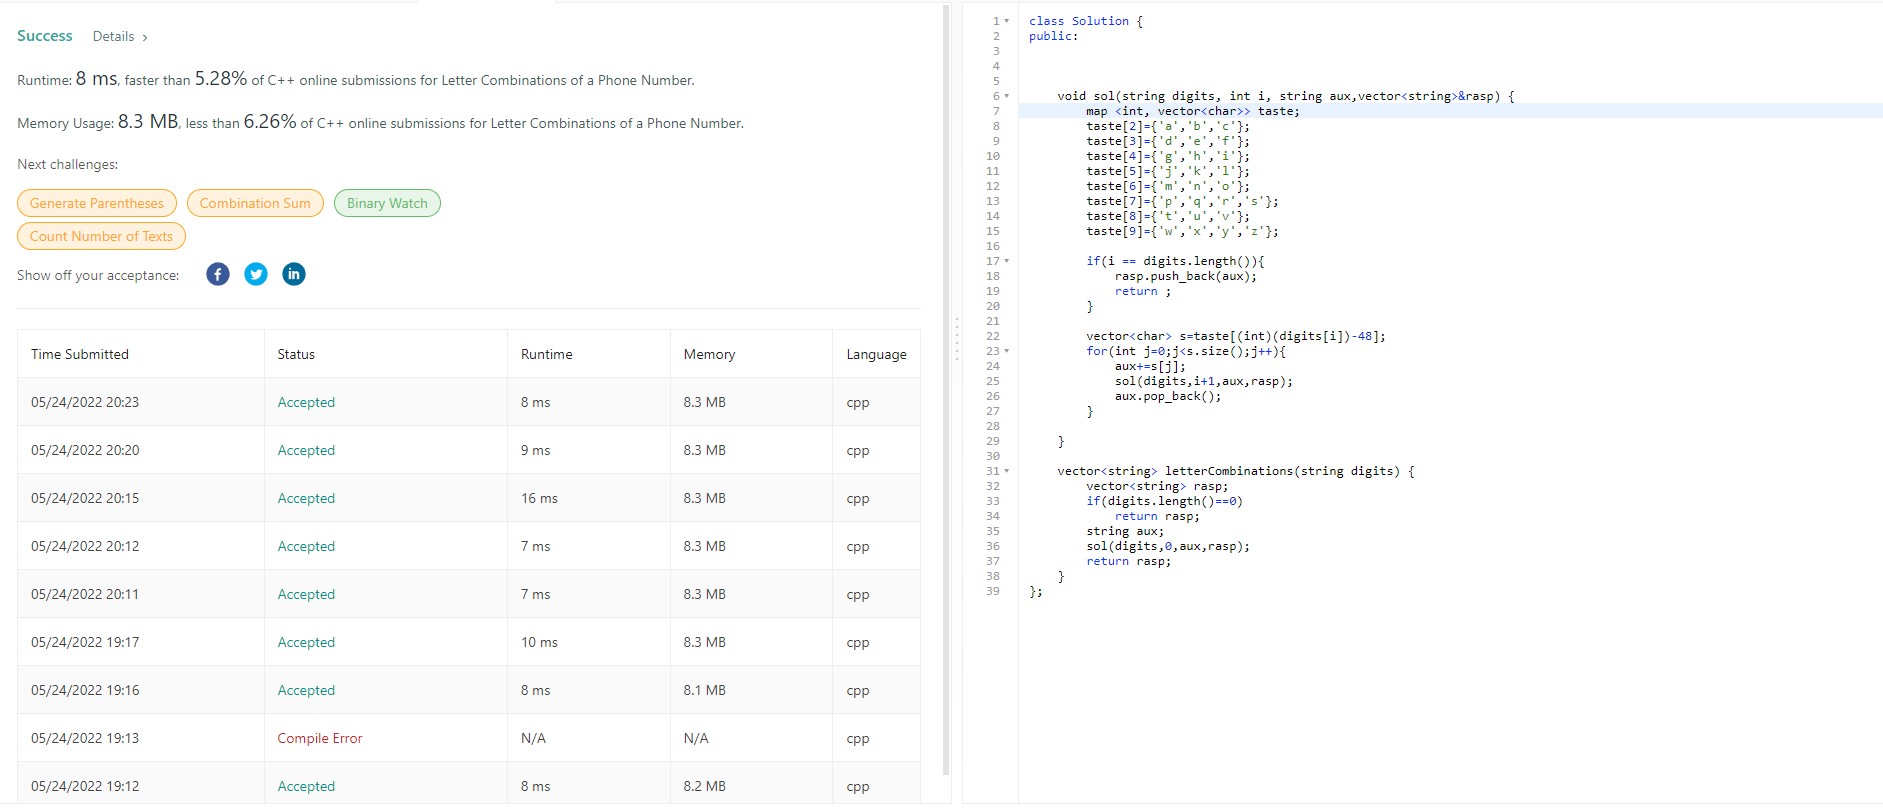 Success Details >
Runtime: 8 ms, faster than 5.28% of C++ online submissions for Letter Combinations of a Phone Number.
Memory Usage: 8.3 MB, less than 6.26% of C++ online submissions for Letter Combinations of a Phone Number.
Next challenges:
Generate Parentheses Combination Sum Binary Watch
Count Number of Texts
Show off your acceptance:
Time Submitted Status Runtime Memory Language
05/24/2022 20:23 Accepted 8 ms 8.3 MB cpp
05/24/2022 20:20 Accepted 9 ms 8.3 MB cpp
05/24/2022 20:15 Accepted 16 ms 8.3 MB cpp
05/24/2022 20:12 Accepted 7 ms 8.3 MB cpp
05/24/2022 20:11 Accepted 7 ms 8.3 MB cpp
05/24/2022 19:17 Accepted 10 ms 8.3 MB cpp
05/24/2022 19:16 Accepted 8 ms 8.1 MB cpp
05/24/2022 19:13 Compile Error N/A N/A cpp
05/24/2022 19:12 Accepted 8 ms 8.2 MB cpp
1 class Solution {
2 public:
3
4
5
6 void sol(string digits, int i, string aux,vector<string>&rasp) {
7 map <int, vector<char>> taste;
8 taste[2]={'a','b','c'};
9 taste[3]={'d','e','f'};
10 taste[4]={'g','h','i'};
11 taste[5]={'j','k','l'};
12 taste[6]={'m','n','o'};
13 taste[7]={'p','q','r','s'};
14 taste[8]={'t','u','v'};
15 taste[9]={'w','x','y','z'};
16
17 if(i == digits.length()){
18 rasp.push_back(aux);
19 return ;
20 }
21
22 vector<char> s=taste[(int)(digits[i])-48];
23 for(int j=0;j<s.size();j++){
24 aux+=s[j];
25 sol(digits,i+1,aux,rasp);
26 aux.pop_back();
27 }
28
29 }
30
31 vector<string> letterCombinations(string digits) {
32 vector<string> rasp;
33 if(digits.length()==0)
34 return rasp;
35 string aux;
36 sol(digits,0,aux,rasp);
37 return rasp;
38 }
39 };